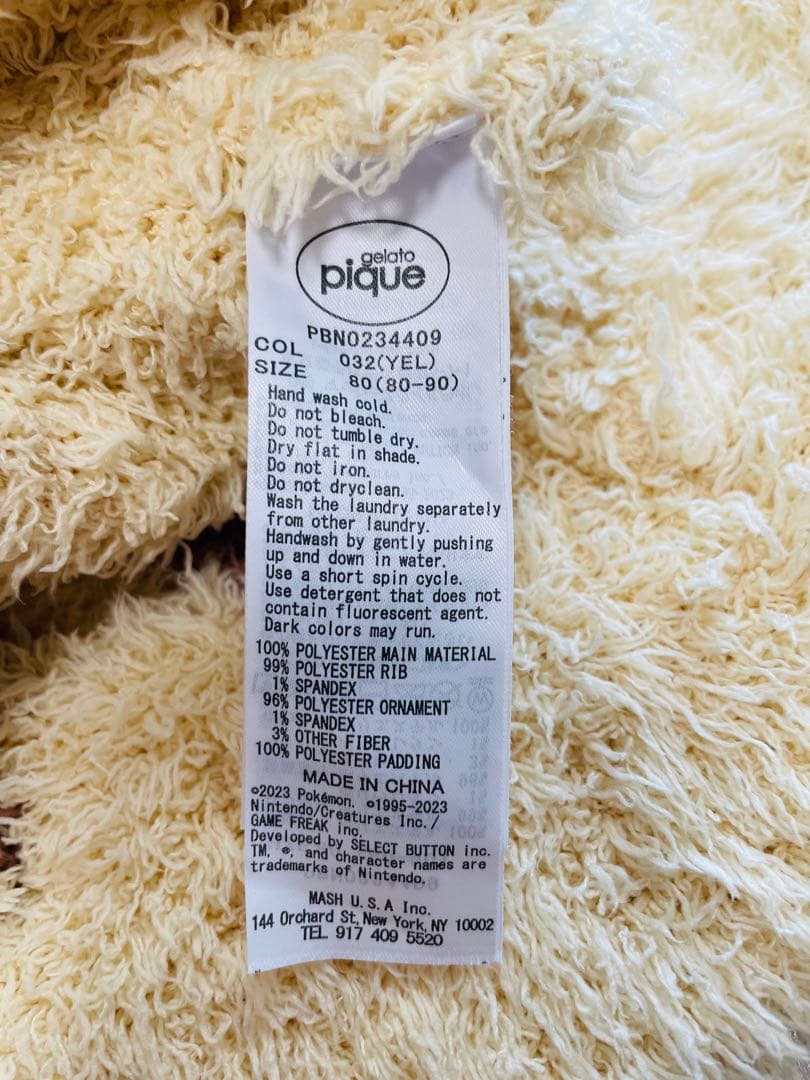 gelato
pique
PBN0234409
COL 032(YEL)
SIZE 80(80-90)
Hand wash cold.
Do not bleach.
Do not tumble dry.
Dry flat in shade.
Do not iron.
Do not dryclean.
Wash the laundry separately
from other laundry.
Handwash by gently pushing
up and down in water.
Use a short spin cycle.
Use detergent that does not
contain fluorescent agent.
Dark colors may run.
100% POLYESTER MAIN MATERIAL
99% POLYESTER RIB
1% SPANDEX
96% POLYESTER ORNAMENT
1% SPANDEX
3% OTHER FIBER
100% POLYESTER PADDING
MADE IN CHINA
©2023 Pokémon. ©1995-2023
Nintendo/Creatures Inc./
GAME FREAK inc.
Developed by SELECT BUTTON inc.
TM, ®, and character names are
trademarks of Nintendo.
MASH U.S.A Inc.
144 Orchard St, New York, NY 10002
TEL 917 409 5520